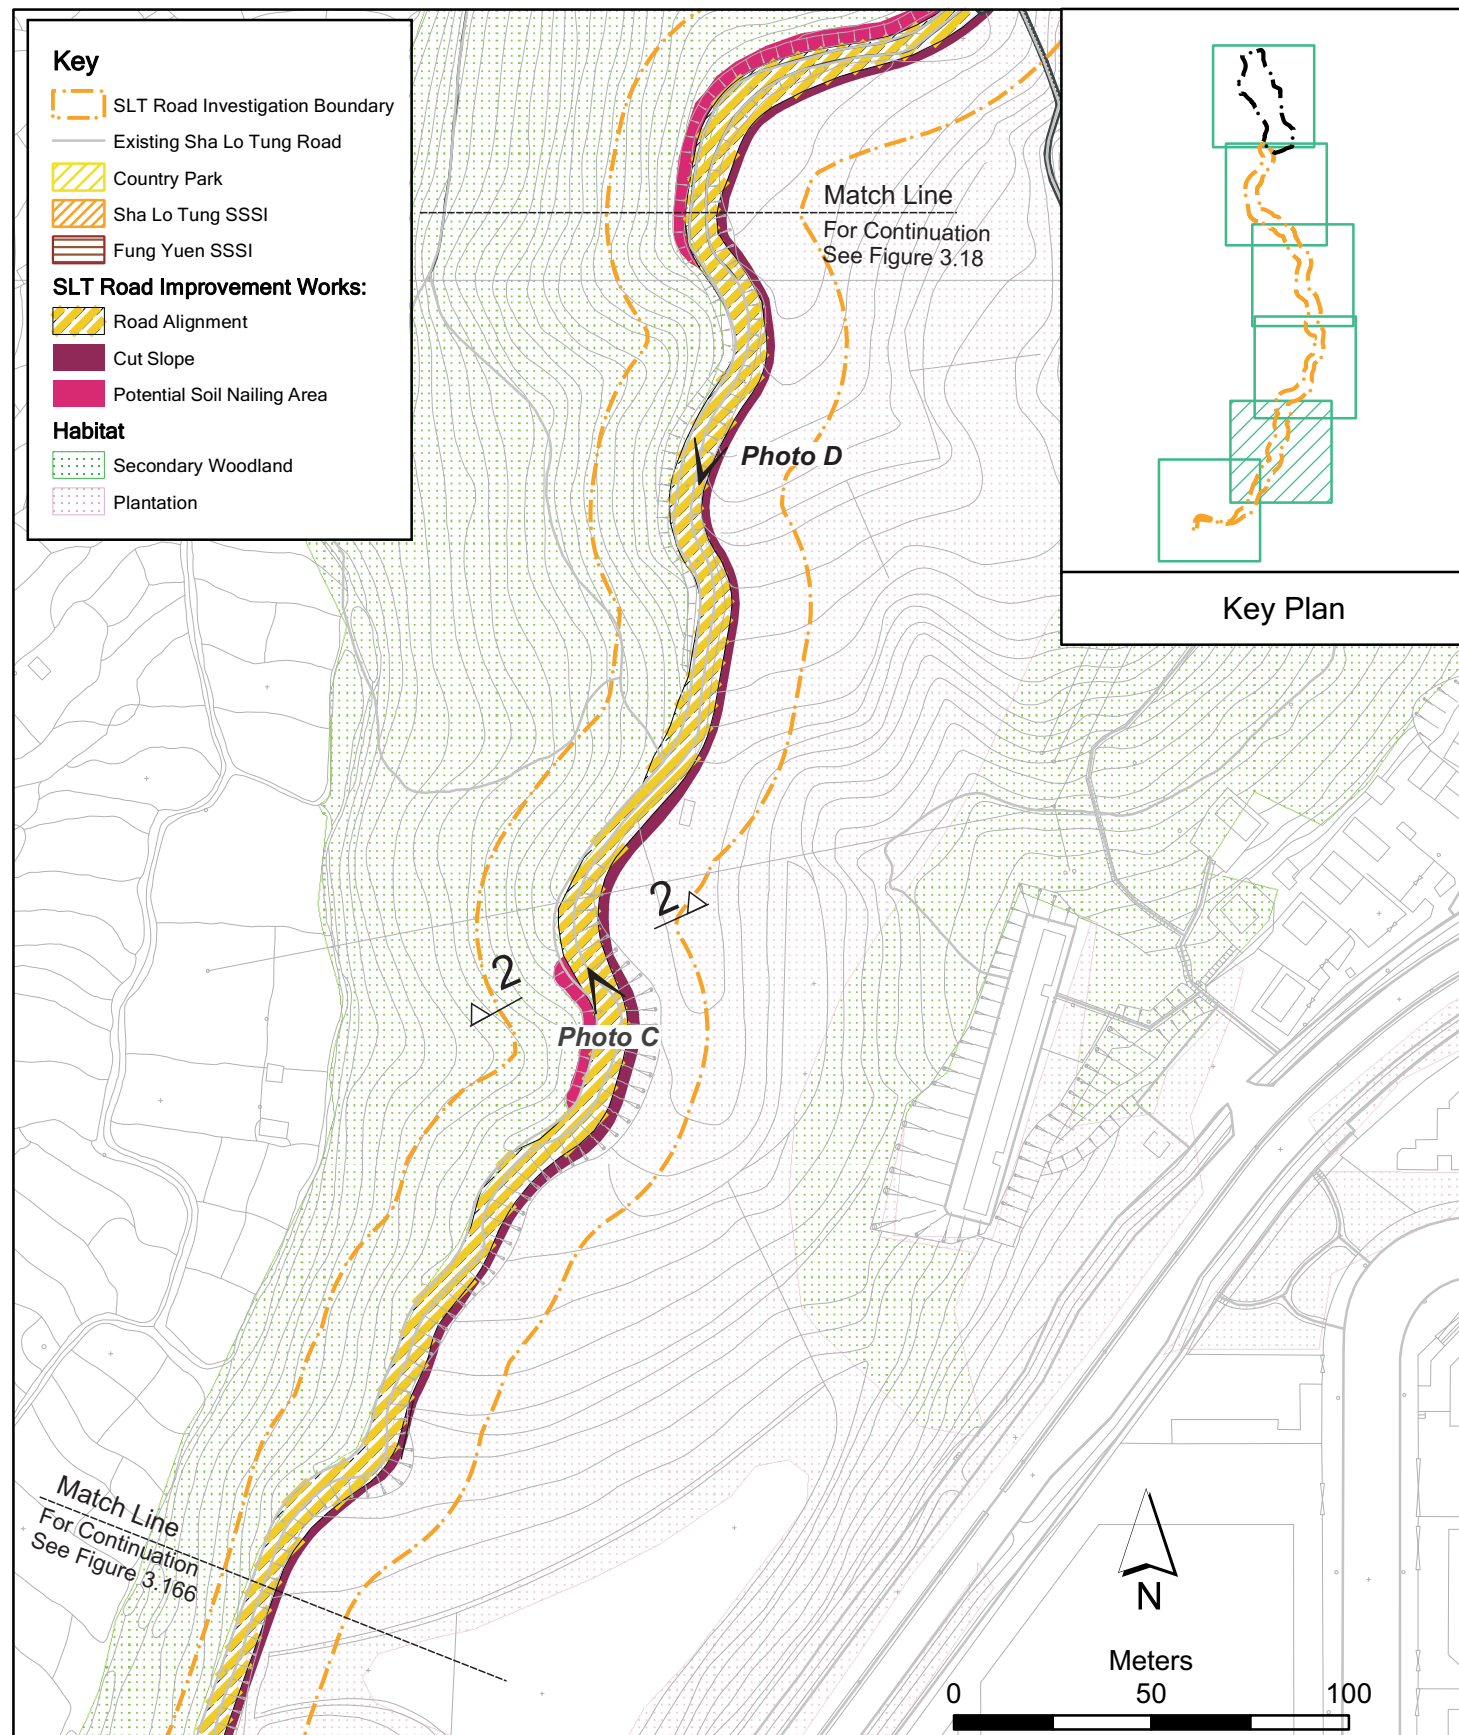 Key
SLT Road Investigation Boundary
Existing Sha Lo Tung Road
Country Park
Sha Lo Tung SSSI
Fung Yuen SSSI
SLT Road Improvement Works:
Road Alignment
Cut Slope
Potential Soil Nailing Area
Habitat
Secondary Woodland
Plantation
Match Line
For Continuation
See Figure 3.18
Key Plan
Photo D
2
2
Photo C
Match Line
For Continuation
See Figure 3.166
N
Meters
0 50 100